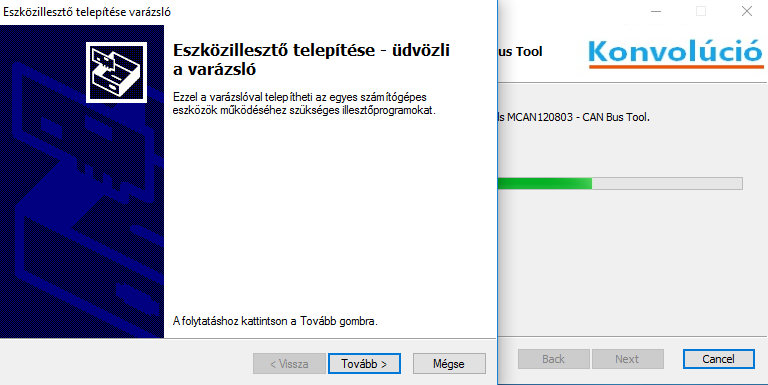 Eszközillesztő telepítése varázsló
Eszközillesztő telepítése - üdvözli
a varázsló
Ezzel a varázslóval telepítheti az egyes számítógépes
eszközök működéséhez szükséges illesztőprogramokat.
A folytatáshoz kattintson a Tovább gombra.
< Vissza
Tovább >
Mégse
us Tool
Konvolúció
ls MCAN120803 - CAN Bus Tool.
Back
Next
Cancel